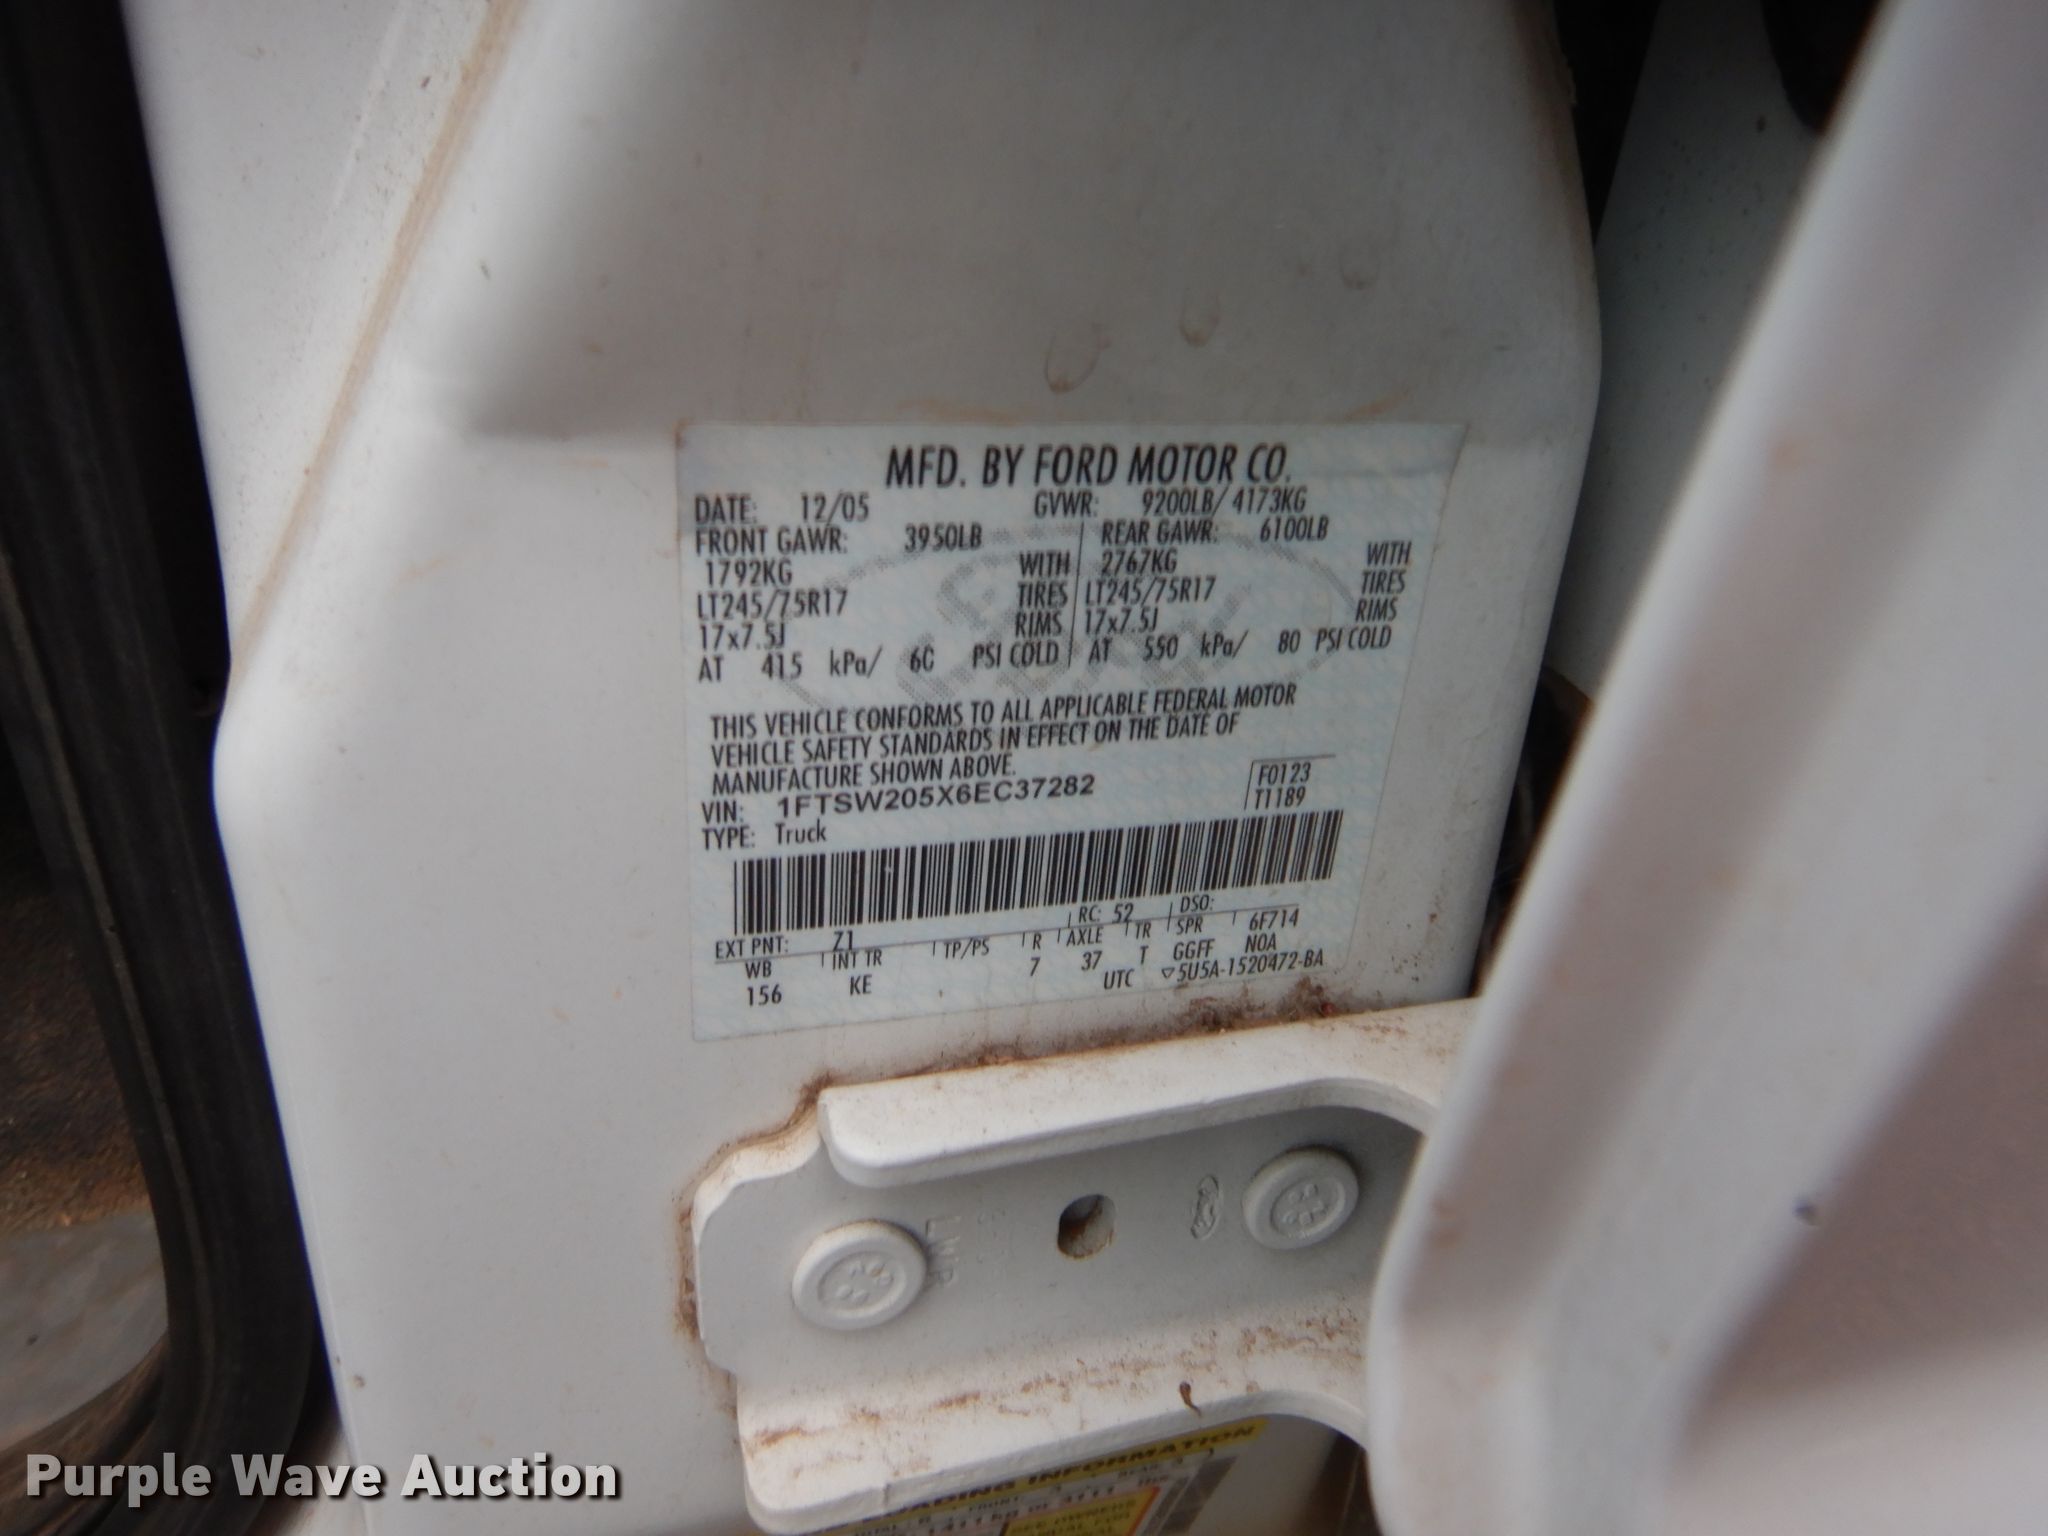 MFD. BY FORD MOTOR CO.
DATE: 12/05 GVWR: 9200LB/ 4173KG
FRONT GAWR: 3950LB REAR GAWR: 6100LB
1792KG WITH 2767KG WITH
LT245/75R17 TIRES LT245/75R17 TIRES
17x7.5J RIMS 17x7.5J RIMS
AT 415 kPa/ 60 PSI COLD AT 550 kPa/ 80 PSI COLD
THIS VEHICLE CONFORMS TO ALL APPLICABLE FEDERAL MOTOR
VEHICLE SAFETY STANDARDS IN EFFECT ON THE DATE OF
MANUFACTURE SHOWN ABOVE.
VIN: 1FTSW205X6EC37282 F0123
TYPE: Truck T1189
EXT PNT: Z1 RC: 52 DSO:
WB INT TR TP/PS R AXLE TR SPR 6F714
156 KE 7 37 T GGFF NOA
UTC ▽5U5A-1520472-BA
LWR
LOADING INFORMATION
Purple Wave Auction